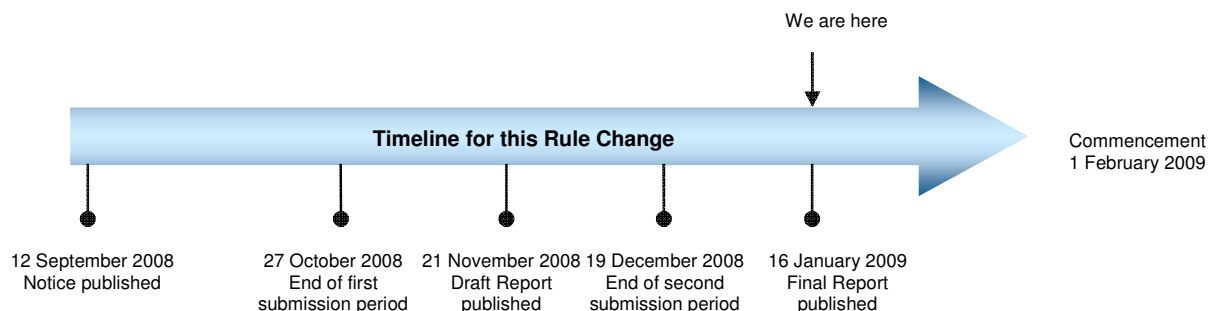 We are here
Timeline for this Rule Change
Commencement
1 February 2009
12 September 2008
Notice published
27 October 2008
End of first
submission period
21 November 2008
Draft Report
published
19 December 2008
End of second
submission period
16 January 2009
Final Report
published